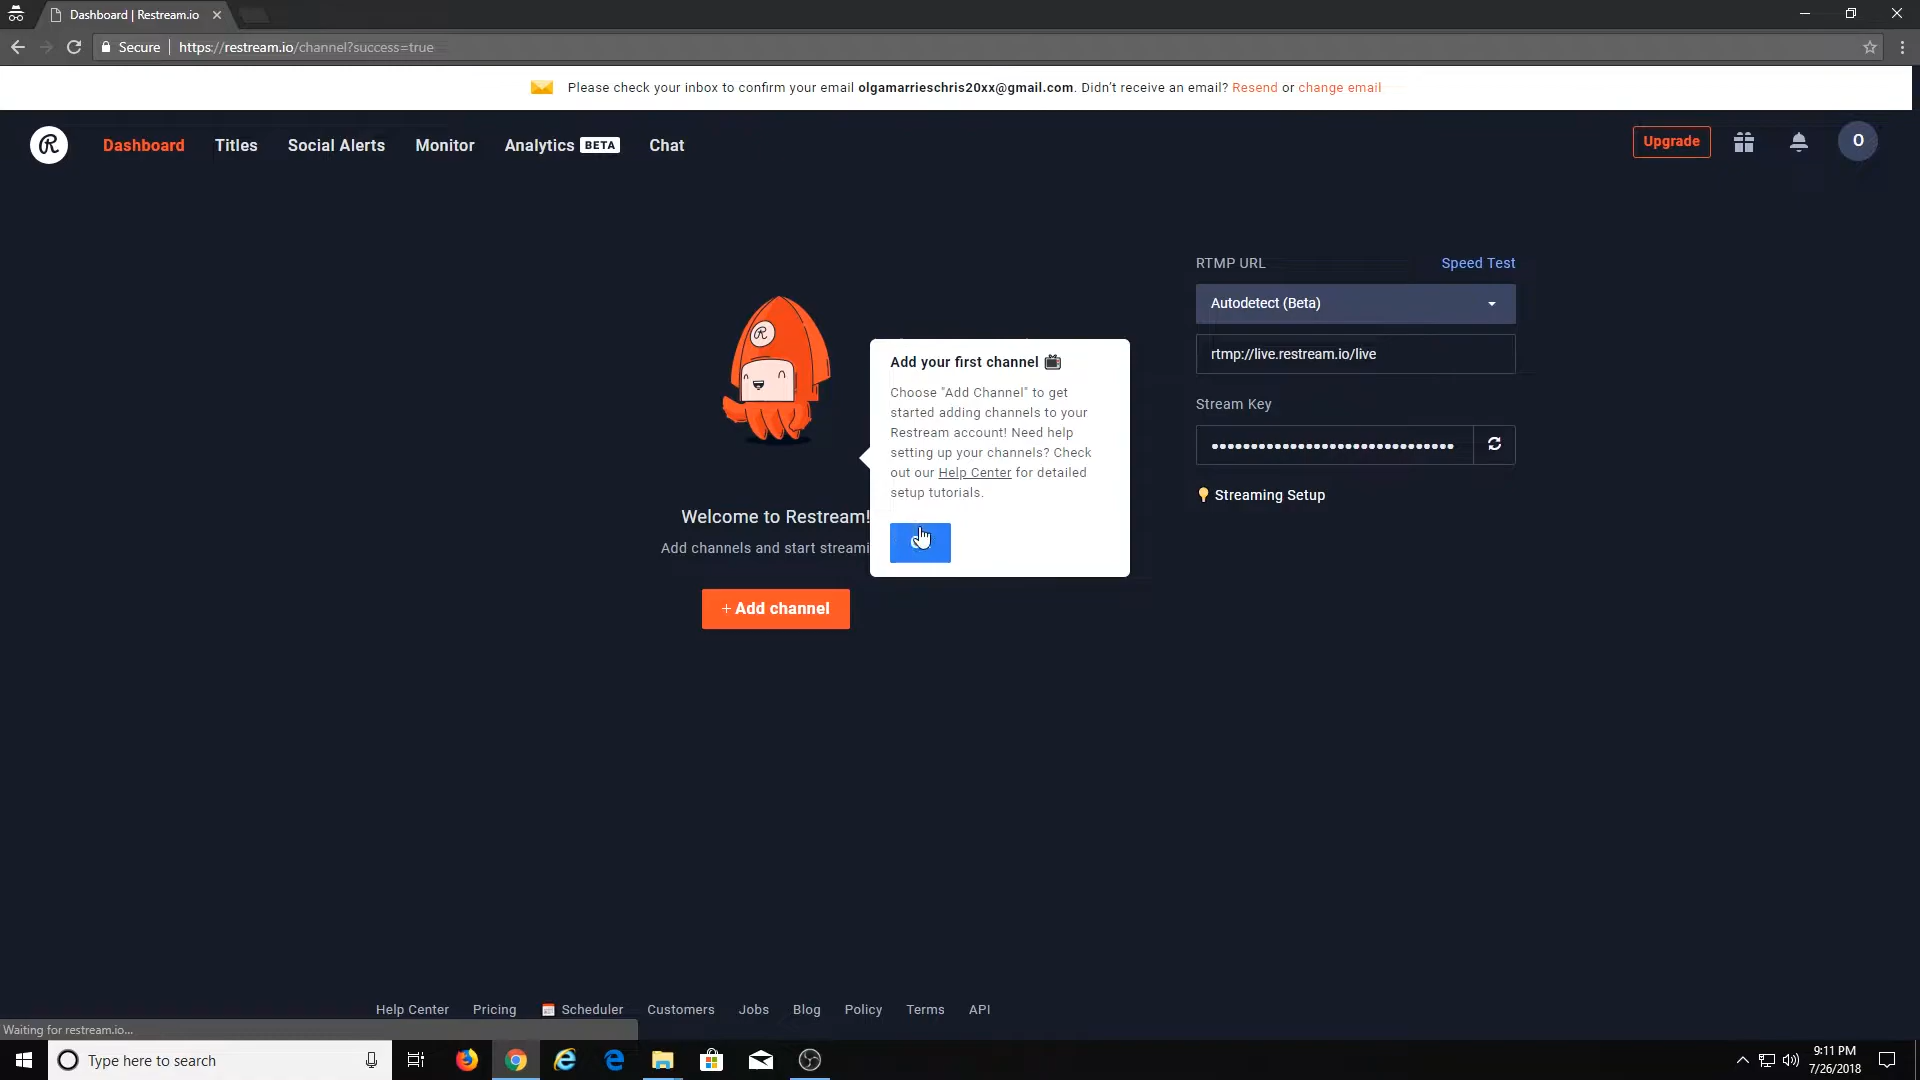 Dashboard | Restream.io
Secure
https://restream.io/channel?success=true
Please check your inbox to confirm your email olgamarrieschris20xx@gmail.com. Didn't receive an email? Resend or change email
R
Dashboard
Titles
Social Alerts
Monitor
Analytics BETA
Chat
Upgrade
O
RTMP URL
Speed Test
Autodetect (Beta)
rtmp://live.restream.io/live
Stream Key
Streaming Setup
R
Add your first channel
Choose "Add Channel" to get
started adding channels to your
Restream account! Need help
setting up your channels? Check
out our Help Center for detailed
setup tutorials.
Welcome to Restream!
Add channels and start
+ Add channel
Help Center
Pricing
Scheduler
Customers
Jobs
Blog
Policy
Terms
API
Waiting for restream.io...
Type here to search
9:11 PM
7/26/2018